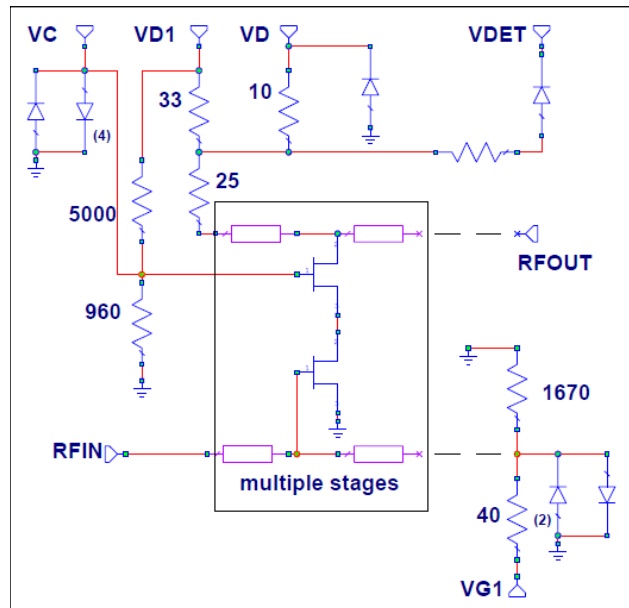 VC VD1 VD VDET
33 10
(4)
25
5000
RFOUT
960
1670
RFIN
multiple stages
40 (2)
VG1